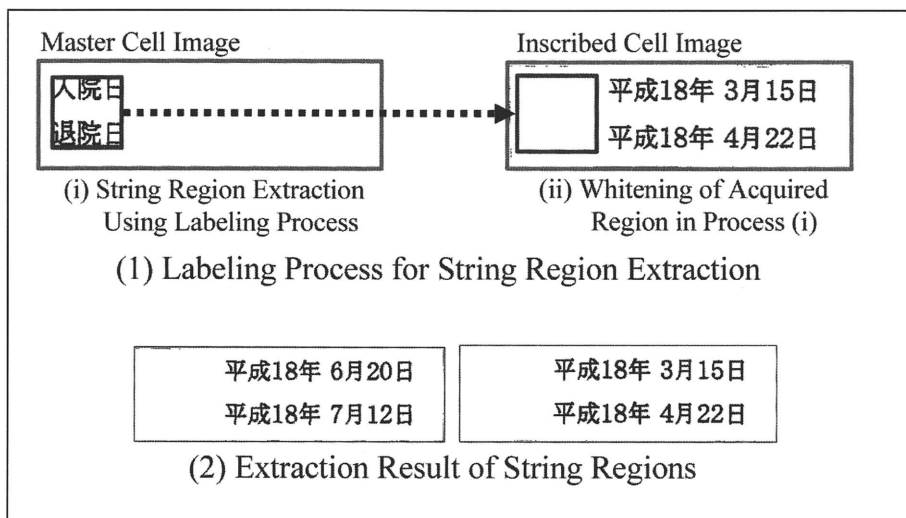 Master Cell Image
入院日
退院日
(i) String Region Extraction
Using Labeling Process
Inscribed Cell Image
平成18年 3月15日
平成18年 4月22日
(ii) Whitening of Acquired
Region in Process (i)
(1) Labeling Process for String Region Extraction
平成18年 6月20日
平成18年 7月12日
平成18年 3月15日
平成18年 4月22日
(2) Extraction Result of String Regions